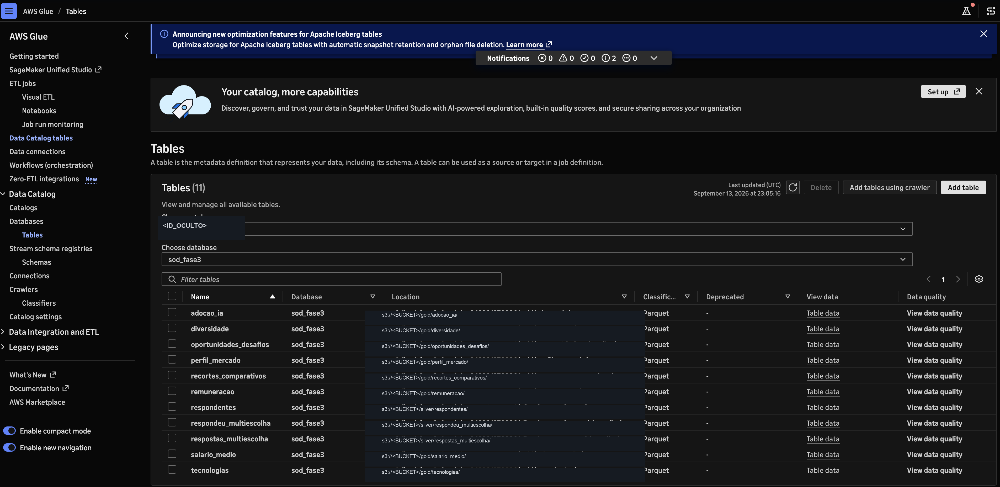 AWS Glue / Tables
AWS Glue
Getting started
SageMaker Unified Studio
ETL jobs
Visual ETL
Notebooks
Job run monitoring
Data Catalog tables
Data connections
Workflows (orchestration)
Zero-ETL integrations New
Data Catalog
Catalogs
Databases
Tables
Stream schema registries
Schemas
Connections
Crawlers
Classifiers
Catalog settings
Data Integration and ETL
Legacy pages
What's New
Documentation
AWS Marketplace
Enable compact mode
Enable new navigation
Announcing new optimization features for Apache Iceberg tables
Optimize storage for Apache Iceberg tables with automatic snapshot retention and orphan file deletion. Learn more
Notifications 0 0 0 2 0
Your catalog, more capabilities
Set up
Discover, govern, and trust your data in SageMaker Unified Studio with AI-powered exploration, built-in quality scores, and secure sharing across your organization
Tables
A table is the metadata definition that represents your data, including its schema. A table can be used as a source or target in a job definition.
Tables (11)
Last updated (UTC)
September 13, 2026 at 23:05:16
Delete
Add tables using crawler
Add table
View and manage all available tables.
<ID_OCULTO>
Choose database
sod_fase3
Filter tables
1
Name Database Location Classific... Deprecated View data Data quality
adocao_ia sod_fase3 s3://<BUCKET>/gold/adocao_ia/ Parquet - Table data View data quality
diversidade sod_fase3 s3://<BUCKET>/gold/diversidade/ Parquet - Table data View data quality
oportunidades_desafios sod_fase3 s3://<BUCKET>/gold/oportunidades_desafios/ Parquet - Table data View data quality
perfil_mercado sod_fase3 s3://<BUCKET>/gold/perfil_mercado/ Parquet - Table data View data quality
recortes_comparativos sod_fase3 s3://<BUCKET>/gold/recortes_comparativos/ Parquet - Table data View data quality
remuneracao sod_fase3 s3://<BUCKET>/gold/remuneracao/ Parquet - Table data View data quality
respondentes sod_fase3 s3://<BUCKET>/silver/respondentes/ Parquet - Table data View data quality
respondeu_multiescolha sod_fase3 s3://<BUCKET>/silver/respondeu_multiescolha/ Parquet - Table data View data quality
respostas_multiescolha sod_fase3 s3://<BUCKET>/silver/respostas_multiescolha/ Parquet - Table data View data quality
salario_medio sod_fase3 s3://<BUCKET>/gold/salario_medio/ Parquet - Table data View data quality
tecnologias sod_fase3 s3://<BUCKET>/gold/tecnologias/ Parquet - Table data View data quality